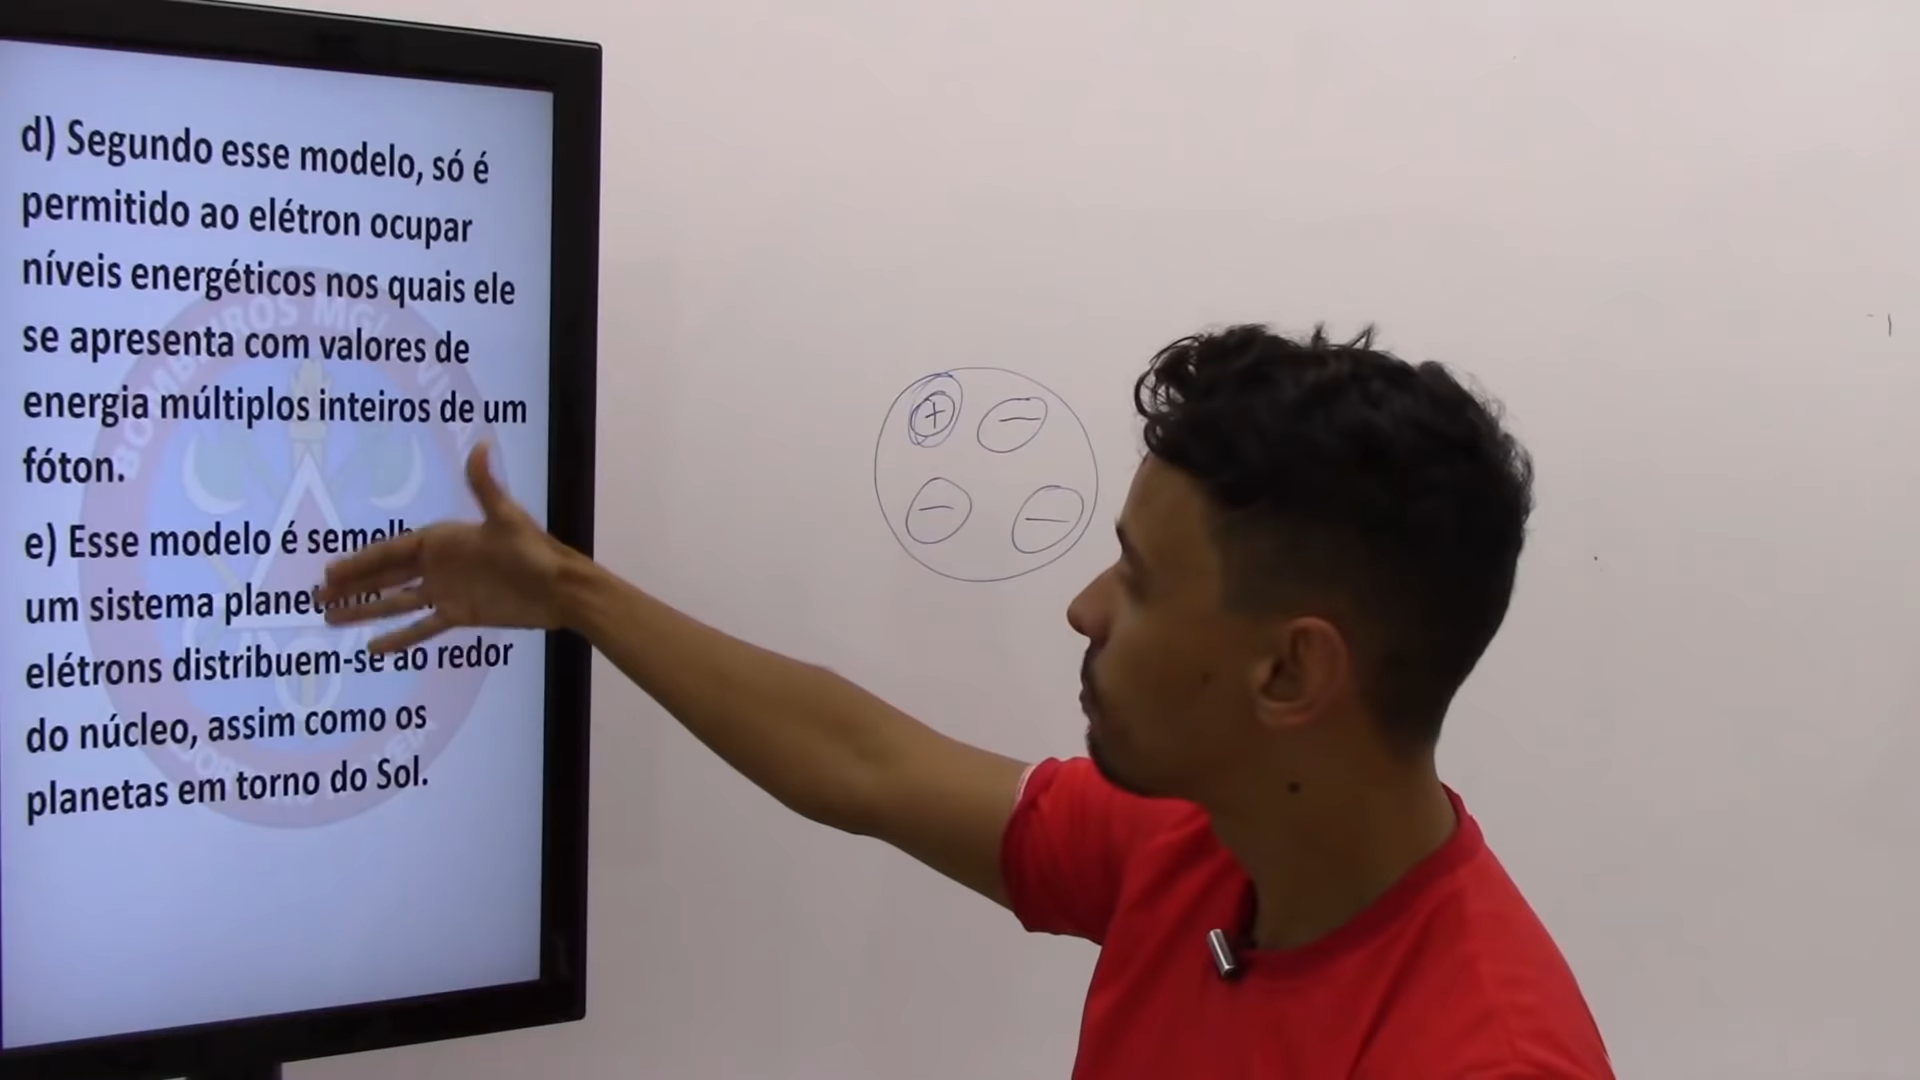 d) Segundo esse modelo, só é
permitido ao elétron ocupar
níveis energéticos nos quais ele
se apresenta com valores de
energia múltiplos inteiros de um
fóton.
e) Esse modelo é
um sistema
elétrons distribuem-se ao redor
do núcleo, assim como os
planetas em torno do Sol.
BOMBEIROS MG
+ −
− −